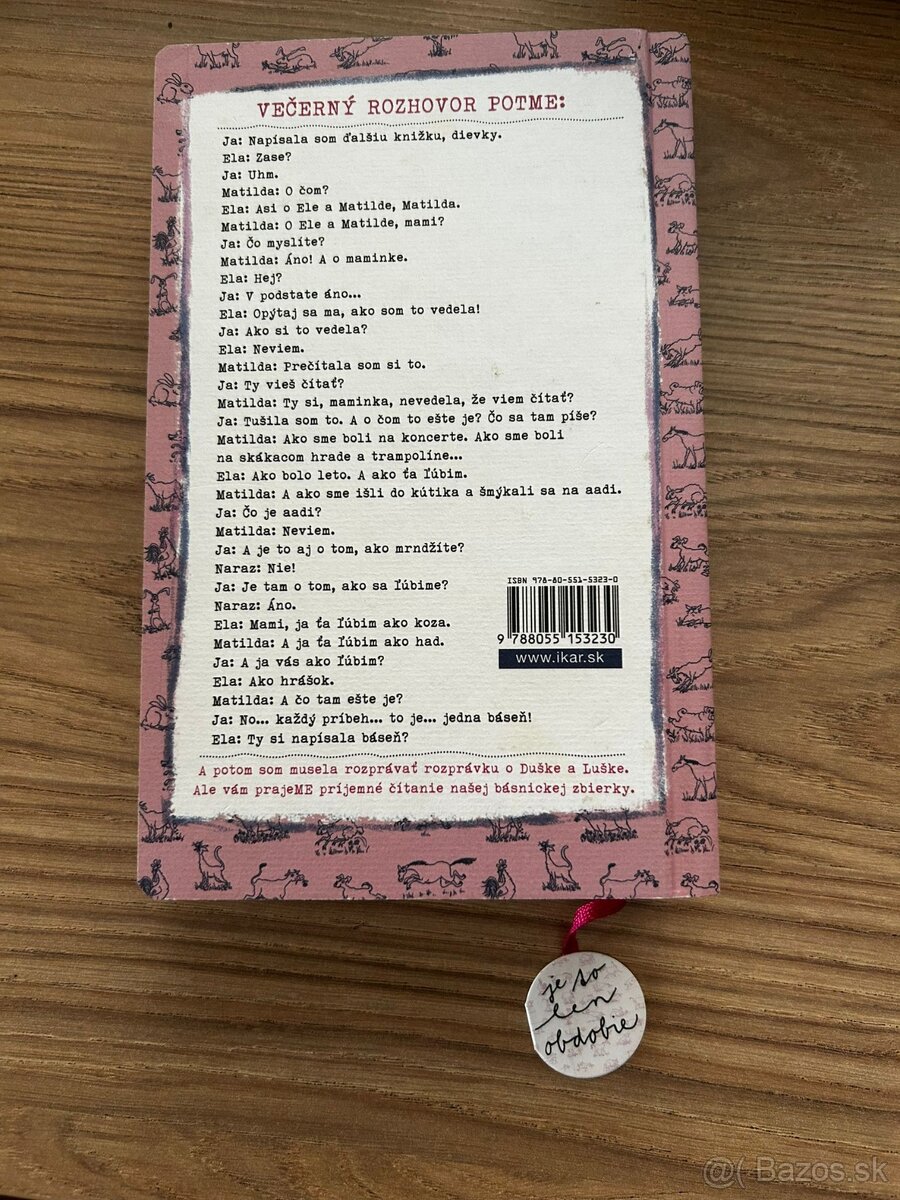 VEČERNÝ ROZHOVOR POTME:
Ja: Napísala som ďalšiu knižku, dievky.
Ela: Zase?
Ja: Uhm.
Matilda: O čom?
Ela: Asi o Ele a Matilde, Matilda.
Matilda: O Ele a Matilde, mami?
Ja: Čo myslíte?
Matilda: Áno! A o maminke.
Ela: Hej?
Ja: V podstate áno...
Ela: Opýtaj sa ma, ako som to vedela!
Ja: Ako si to vedela?
Ela: Neviem.
Matilda: Prečítala som si to.
Ja: Ty vieš čítať?
Matilda: Ty si, maminka, nevedela, že viem čítať?
Ja: Tušila som to. A o čom to ešte je? Čo sa tam píše?
Matilda: Ako sme boli na koncerte. Ako sme boli
na skákacom hrade a trampolíne...
Ela: Ako bolo leto. A ako ťa ľúbim.
Matilda: A ako sme išli do kútika a šmýkali sa na aadi.
Ja: Čo je aadi?
Matilda: Neviem.
Ja: A je to aj o tom, ako mrndžíte?
Naraz: Nie!
Ja: Je tam o tom, ako sa ľúbime?
Naraz: Áno.
Ela: Mami, ja ťa ľúbim ako koza.
Matilda: A ja ťa ľúbim ako had.
Ja: A ja vás ako ľúbim?
Ela: Ako hrášok.
Matilda: A čo tam ešte je?
Ja: No... každý príbeh... to je... jedna báseň!
Ela: Ty si napísala báseň?
A potom som musela rozprávať rozprávku o Duške a Luške.
Ale vám prajeME príjemné čítanie našej básnickej zbierky.
ISBN 978-80-551-5323-0
9 788055 153230
www.ikar.sk
je to
len
obdobie
@( Bazos.sk